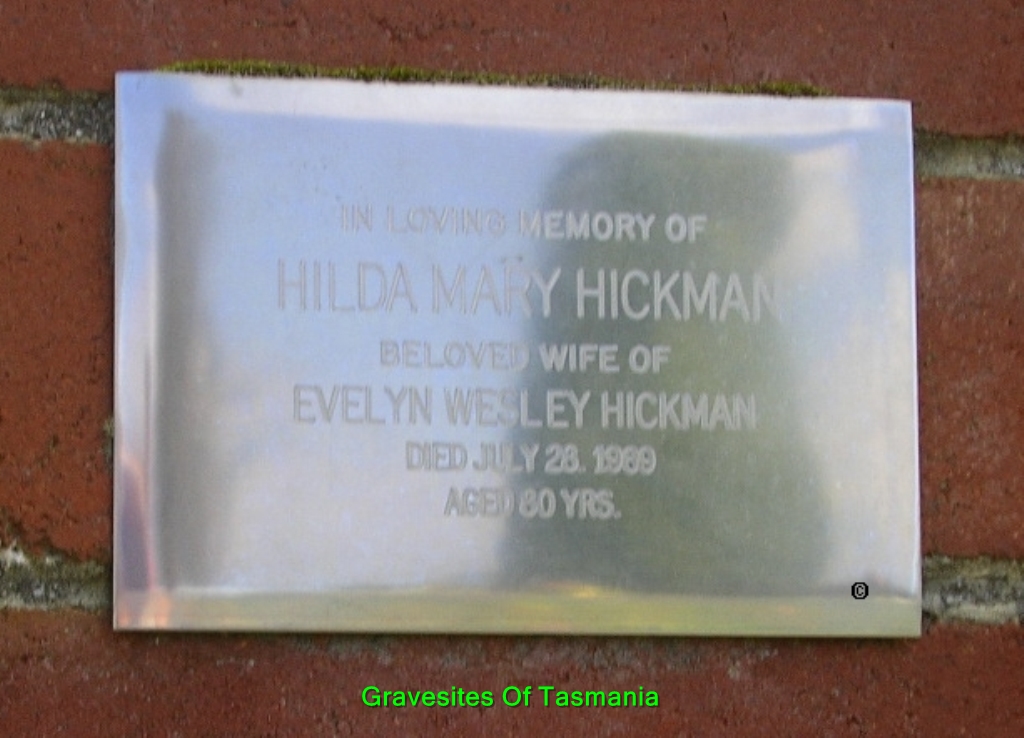 IN LOVING MEMORY OF
HILDA MARY HICKMAN
BELOVED WIFE OF
EVELYN WESLEY HICKMAN
DIED JULY 28. 1989
AGED 80 YRS.
©
Gravesites Of Tasmania